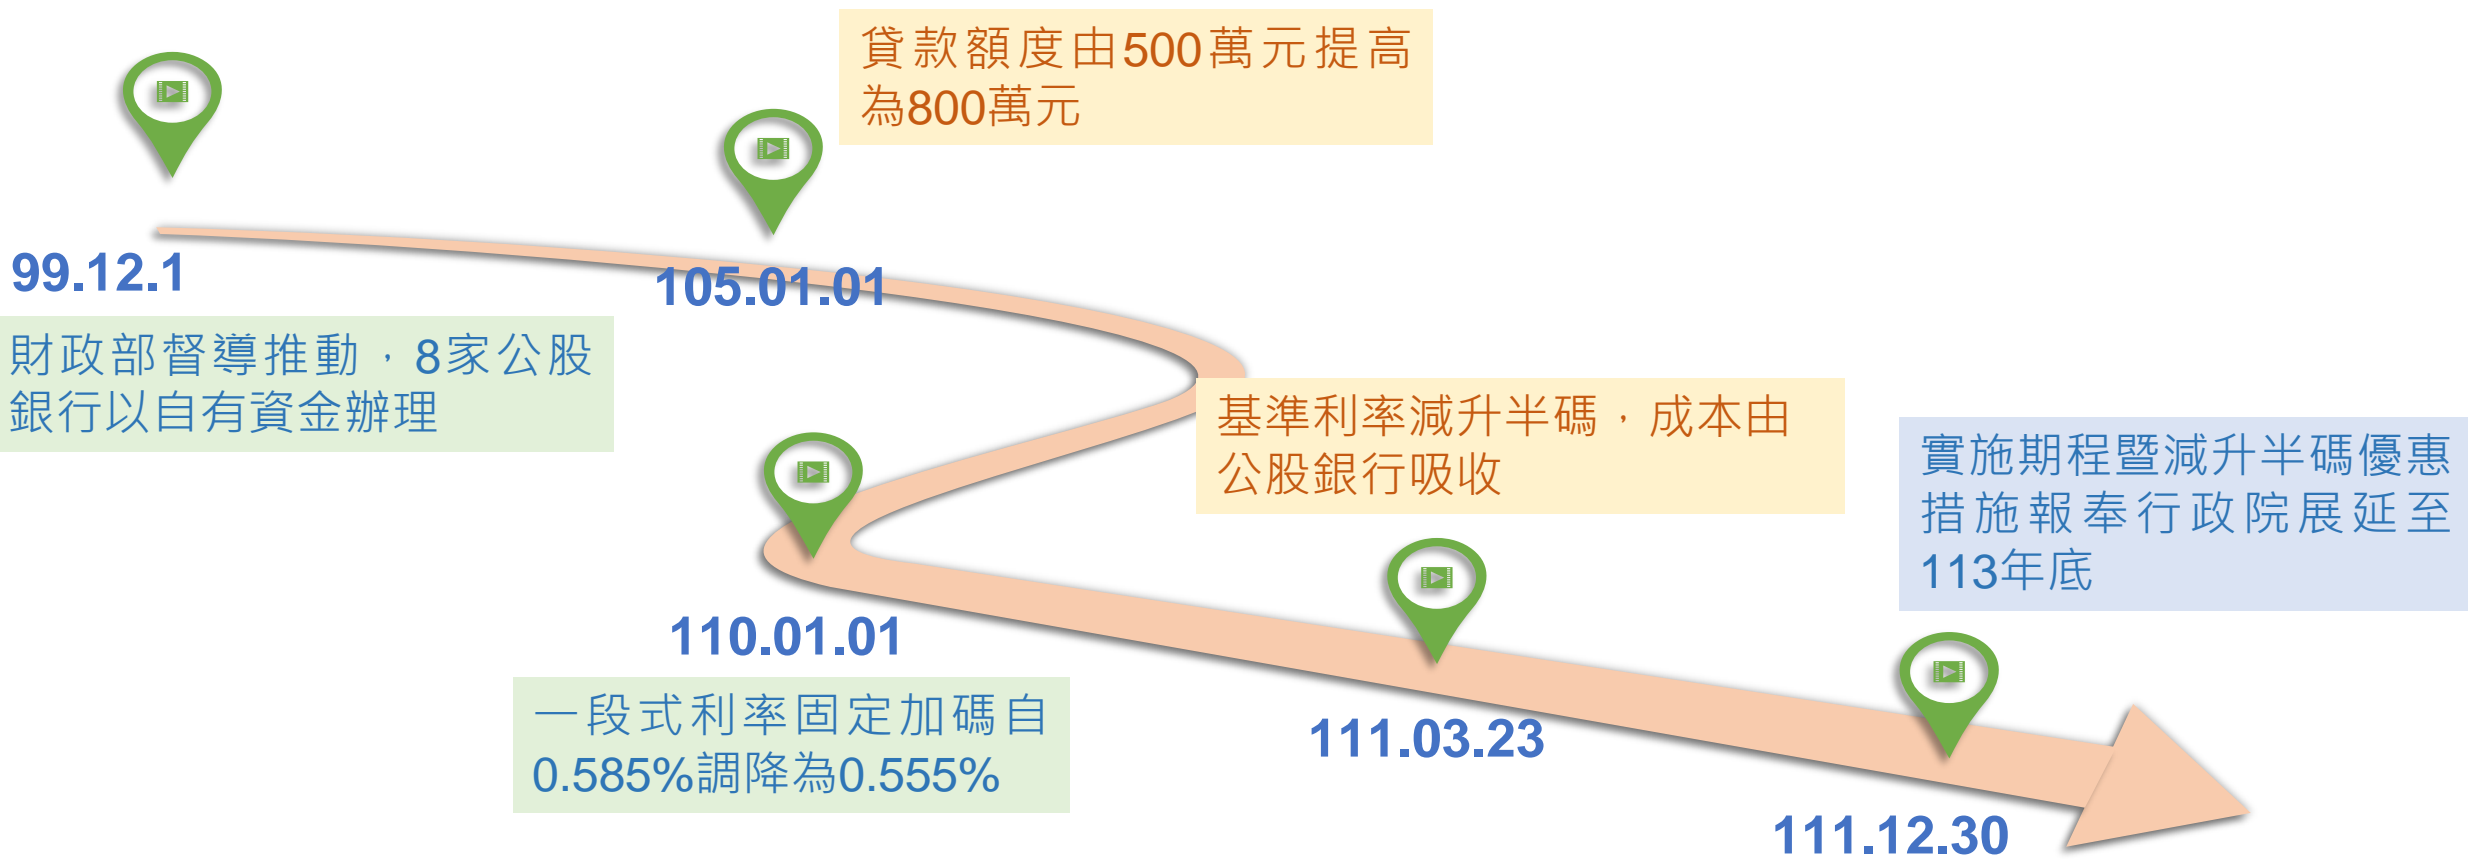 99.12.1
財政部督導推動，8家公股
銀行以自有資金辦理
105.01.01
貸款額度由500萬元提高
為800萬元
110.01.01
一段式利率固定加碼自
0.585%調降為0.555%
111.03.23
基準利率減升半碼，成本由
公股銀行吸收
111.12.30
實施期程暨減升半碼優惠
措施報奉行政院展延至
113年底